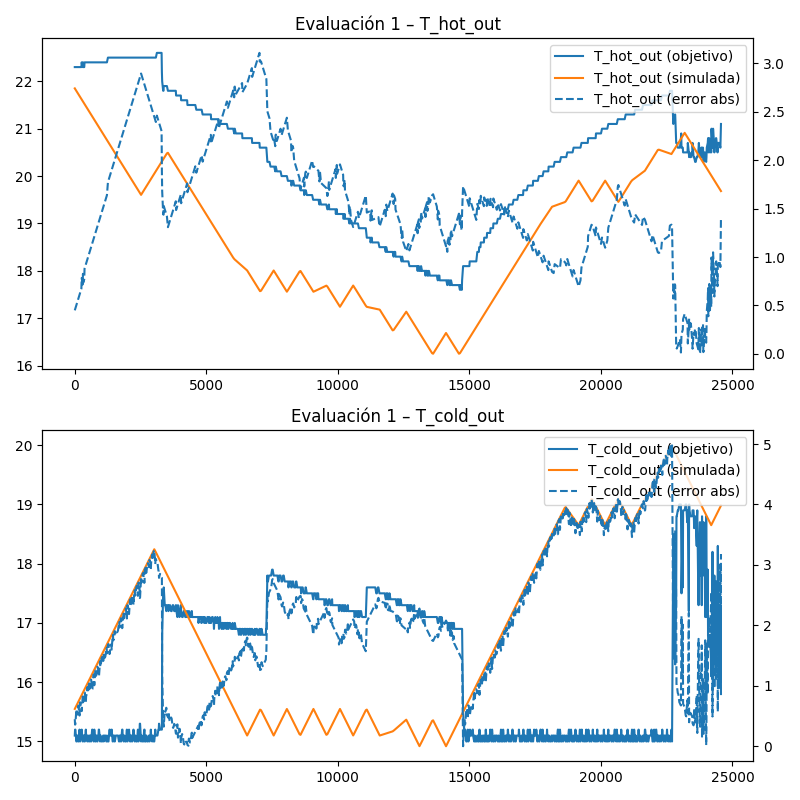 Evaluación 1 – T_hot_out
T_hot_out (objetivo)
T_hot_out (simulada)
T_hot_out (error abs)
22
21
20
19
18
17
16
3.0
2.5
2.0
1.5
1.0
0.5
0.0
0 5000 10000 15000 20000 25000
Evaluación 1 – T_cold_out
T_cold_out (objetivo)
T_cold_out (simulada)
T_cold_out (error abs)
20
19
18
17
16
15
5
4
3
2
1
0
0 5000 10000 15000 20000 25000